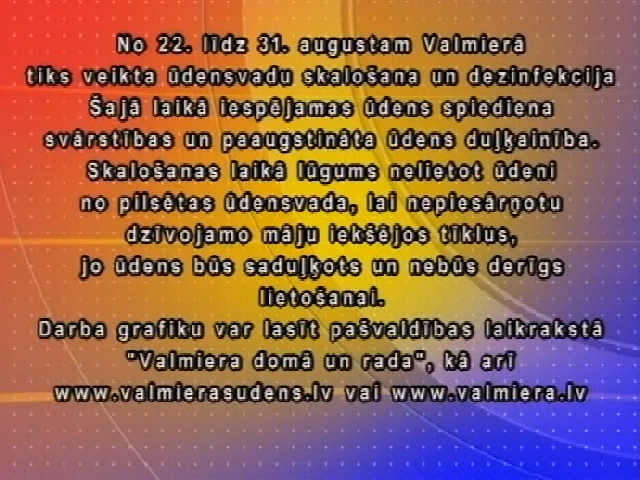 No 22. līdz 31. augustam Valmierā
tiks veikta ūdensvadu skalošana un dezinfekcija
Šajā laikā iespējamas ūdens spiediena
svārstības un paaugstināta ūdens duļķainība.
Skalošanas laikā lūgums nelietot ūdeni
no pilsētas ūdensvada, lai nepiesārņotu
dzīvojamo māju iekšējos tīklus,
jo ūdens būs saduļķots un nebūs derīgs
lietošanai.
Darba grafiku var lasīt pašvaldības laikrakstā
"Valmiera domā un rada", kā arī
www.valmierasudens.lv vai www.valmiera.lv